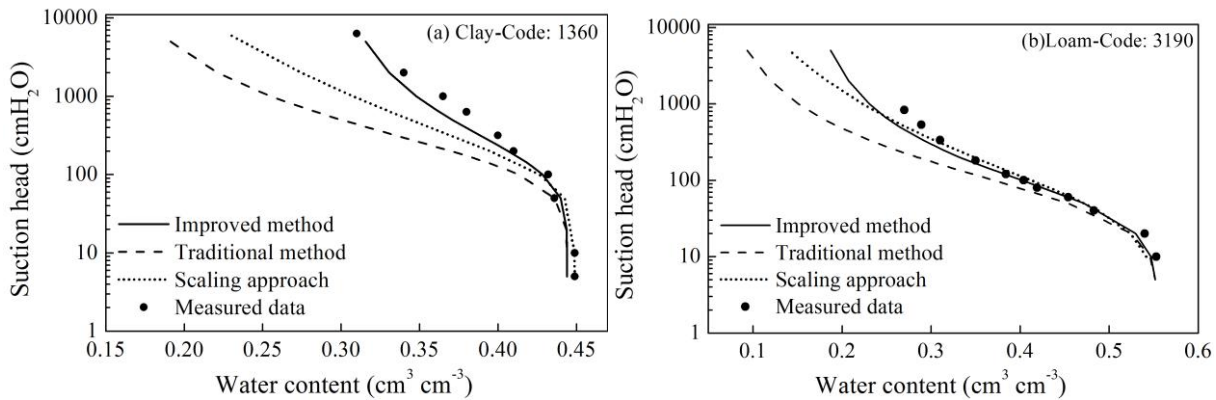 (a) Clay-Code: 1360
Suction head (cmH₂O)
10000
1000
100
10
1
Improved method
Traditional method
Scaling approach
Measured data
0.15 0.20 0.25 0.30 0.35 0.40 0.45
Water content (cm³ cm⁻³)
(b)Loam-Code: 3190
Suction head (cmH₂O)
10000
1000
100
10
1
Improved method
Traditional method
Scaling approach
Measured data
0.1 0.2 0.3 0.4 0.5 0.6
Water content (cm³ cm⁻³)